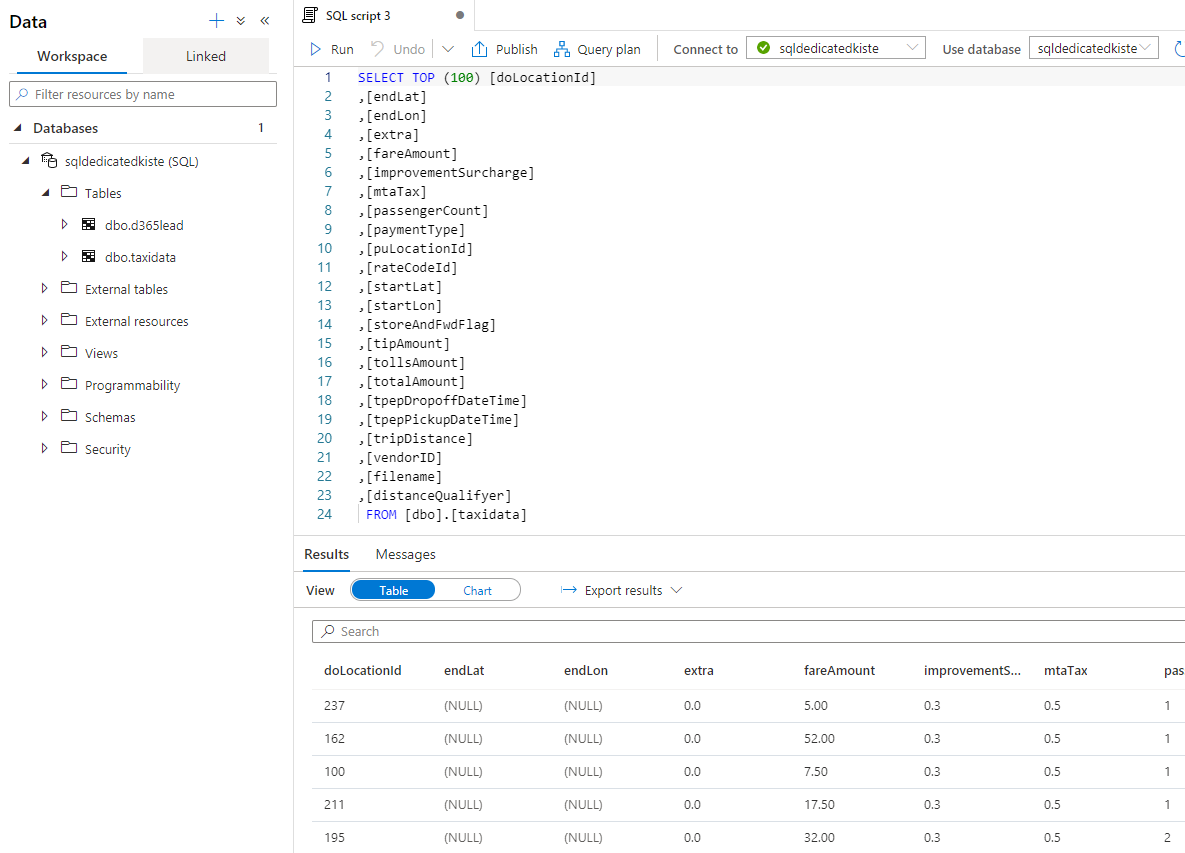 Data
Workspace
Linked
Filter resources by name
Databases 1
sqldedicatedkiste (SQL)
Tables
dbo.d365lead
dbo.taxidata
External tables
External resources
Views
Programmability
Schemas
Security
SQL script 3
Run Undo Publish Query plan Connect to sqldedicatedkiste Use database sqldedicatedkiste
1 SELECT TOP (100) [doLocationId]
2 ,[endLat]
3 ,[endLon]
4 ,[extra]
5 ,[fareAmount]
6 ,[improvementSurcharge]
7 ,[mtaTax]
8 ,[passengerCount]
9 ,[paymentType]
10 ,[puLocationId]
11 ,[rateCodeId]
12 ,[startLat]
13 ,[startLon]
14 ,[storeAndFwdFlag]
15 ,[tipAmount]
16 ,[tollsAmount]
17 ,[totalAmount]
18 ,[tpepDropoffDateTime]
19 ,[tpepPickupDateTime]
20 ,[tripDistance]
21 ,[vendorID]
22 ,[filename]
23 ,[distanceQualifyer]
24 FROM [dbo].[taxidata]
Results Messages
View Table Chart Export results
Search
doLocationId endLat endLon extra fareAmount improvementS... mtaTax pas
237 (NULL) (NULL) 0.0 5.00 0.3 0.5 1
162 (NULL) (NULL) 0.0 52.00 0.3 0.5 1
100 (NULL) (NULL) 0.0 7.50 0.3 0.5 1
211 (NULL) (NULL) 0.0 17.50 0.3 0.5 1
195 (NULL) (NULL) 0.0 32.00 0.3 0.5 2